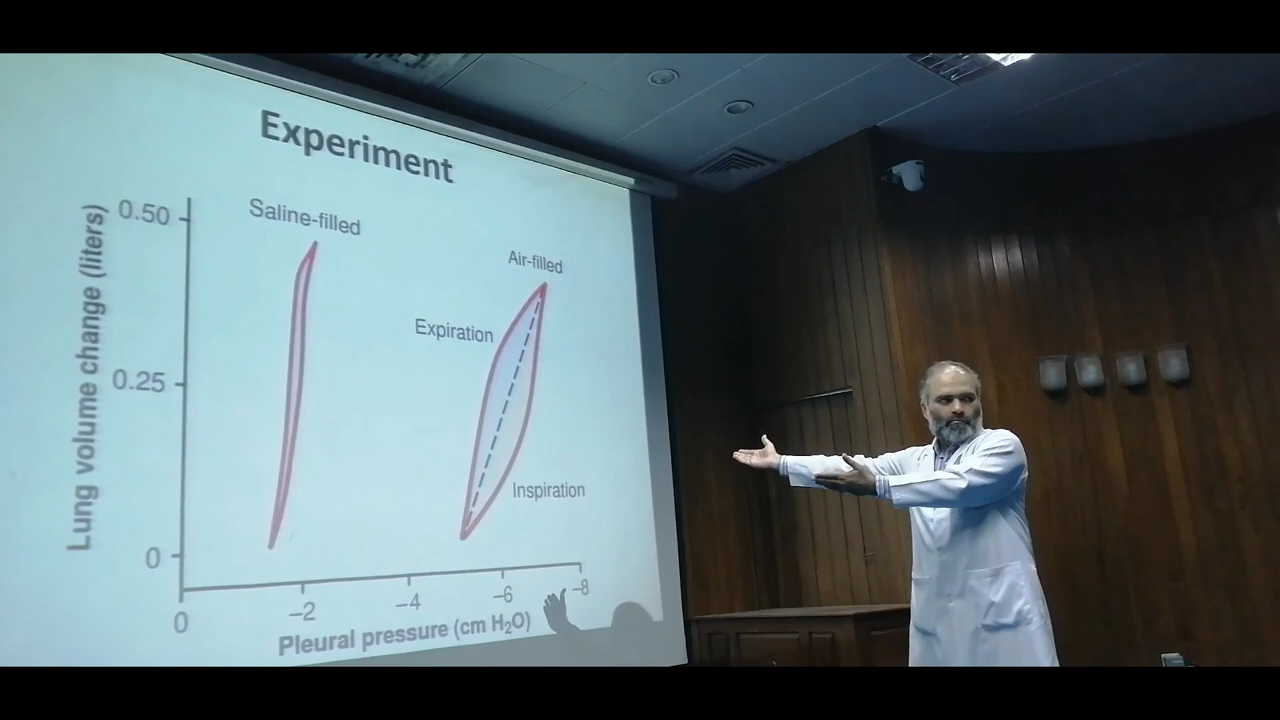 Experiment
Lung volume change (liters)
0.50
0.25
0
Saline-filled
Air-filled
Expiration
Inspiration
0
–2
–4
–6
–8
Pleural pressure (cm H₂O)